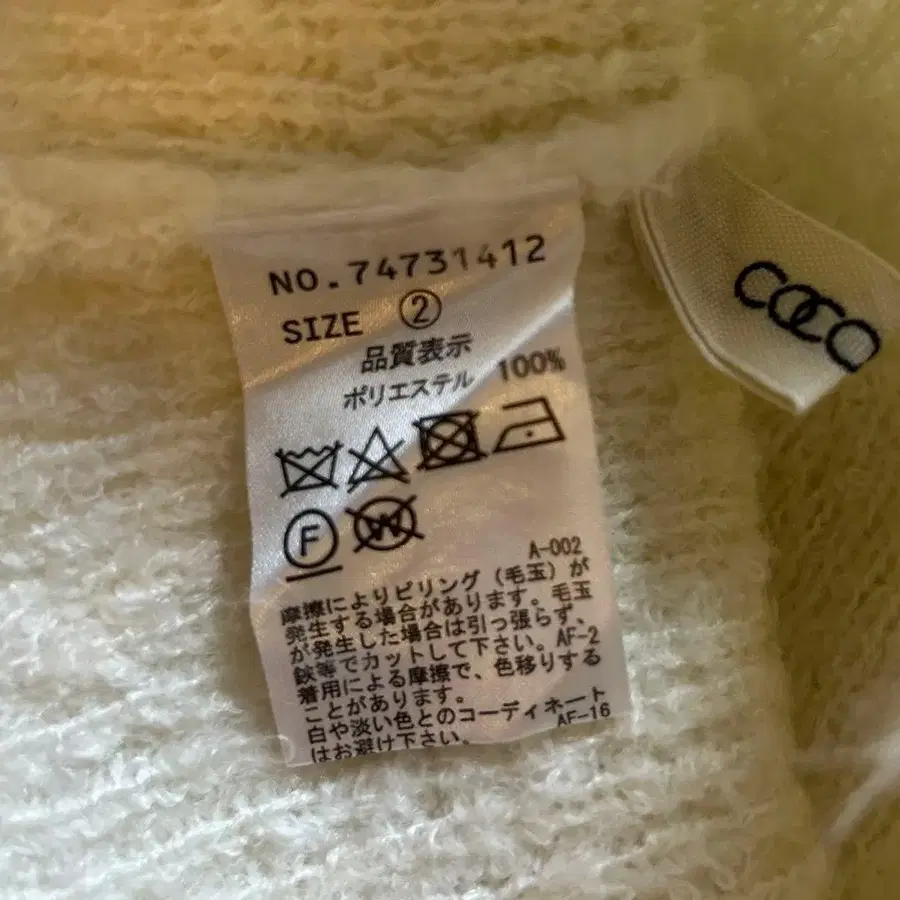 NO.74731412
SIZE ②
品質表示
ポリエステル 100%
F
W
A-002
摩擦によりピリング(毛玉)が
発生する場合があります。毛玉
が発生した場合は引っ張らず、
鋏等でカットして下さい。AF-2
着用による摩擦で、色移りする
ことがあります。
白や淡い色とのコーディネート
はお避け下さい。 AF-16
COCO